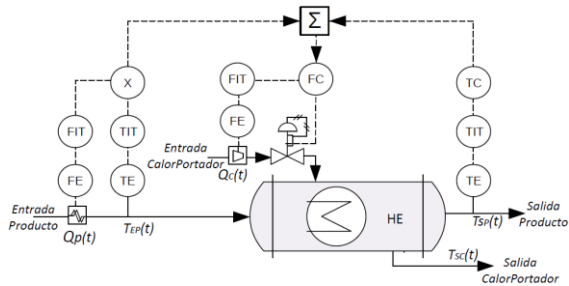 Σ
X
FIT
FC
TC
FIT
TIT
FE
TIT
Entrada
CalorPortador
Qc(t)
FE
TE
TE
Entrada
Producto
Qp(t)
TEP(t)
HE
TSP(t)
Salida
Producto
TSC(t)
Salida
CalorPortador